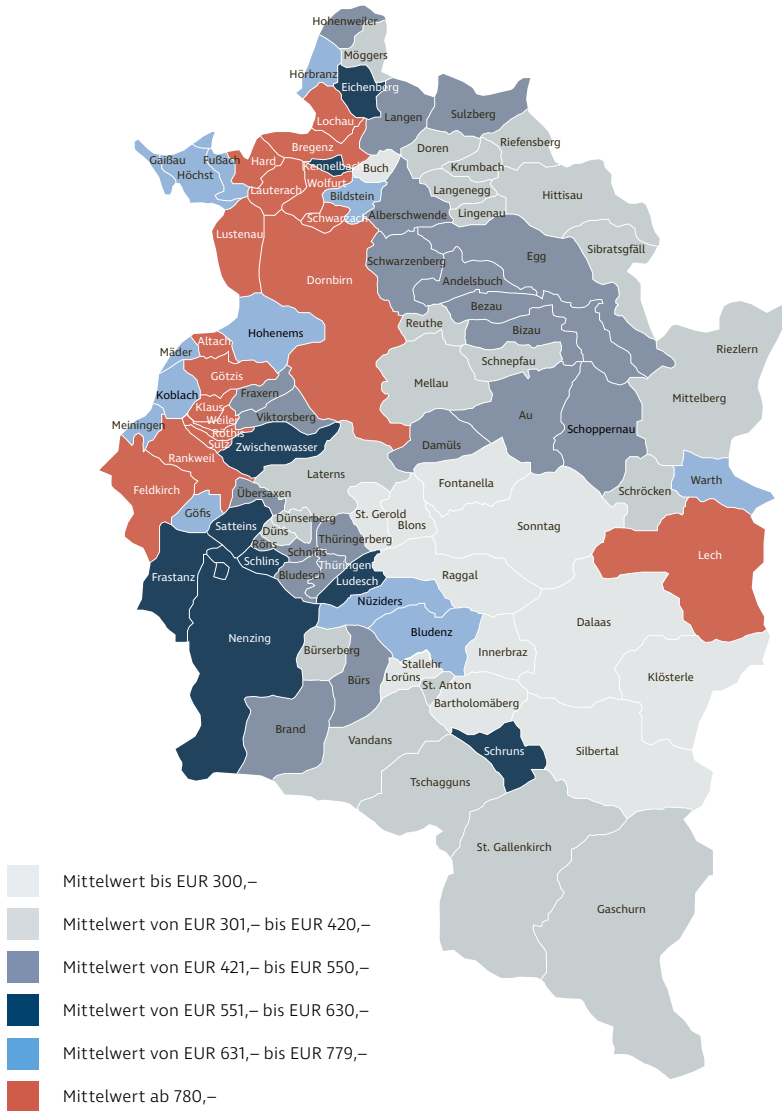 Hohenweiler
Möggers
Hörbranz
Eichenberg
Langen
Sulzberg
Lochau
Riefensberg
Bregenz
Doren
Gaißau
Fußach
Hard
Kennelbach
Buch
Krumbach
Höchst
Lauterach
Wolfurt
Bildstein
Langenegg
Hittisau
Schwarzach
Alberschwende
Lingenau
Lustenau
Sibratsgfäll
Schwarzenberg
Egg
Dornbirn
Andelsbuch
Bezau
Reuthe
Bizau
Hohenems
Altach
Mäder
Schnepfau
Riezlern
Götzis
Mellau
Mittelberg
Koblach
Fraxern
Klaus
Viktorsberg
Au
Weiler
Meiningen
Röthis
Schoppernau
Sulz
Zwischenwasser
Damüls
Rankweil
Laterns
Fontanella
Warth
Feldkirch
Übersaxen
Schröcken
Göfis
Dünserberg
St. Gerold
Satteins
Düns
Blons
Sonntag
Röns
Thüringerberg
Schnifis
Lech
Schlins
Thüringen
Frastanz
Bludesch
Ludesch
Raggal
Nüziders
Dalaas
Nenzing
Bludenz
Bürserberg
Innerbraz
Stallehr
Bürs
Lorüns
Klösterle
St. Anton
Bartholomäberg
Brand
Vandans
Schruns
Silbertal
Tschagguns
St. Gallenkirch
Gaschurn
Mittelwert bis EUR 300,–
Mittelwert von EUR 301,– bis EUR 420,–
Mittelwert von EUR 421,– bis EUR 550,–
Mittelwert von EUR 551,– bis EUR 630,–
Mittelwert von EUR 631,– bis EUR 779,–
Mittelwert ab 780,–